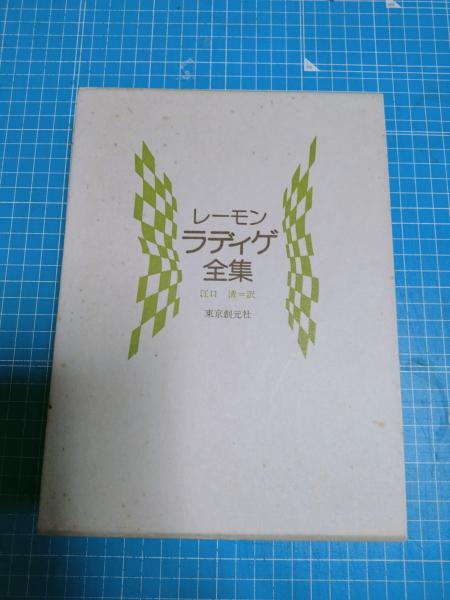 レーモン
ラディゲ
全集
江口 清＝訳
東京創元社